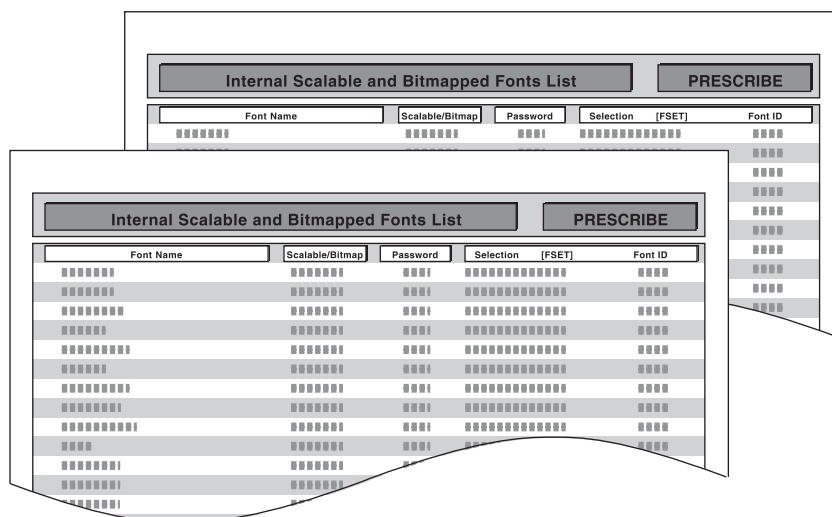 Internal Scalable and Bitmapped Fonts List PRESCRIBE
Font Name Scalable/Bitmap Password Selection [FSET] Font ID
Internal Scalable and Bitmapped Fonts List PRESCRIBE
Font Name Scalable/Bitmap Password Selection [FSET] Font ID